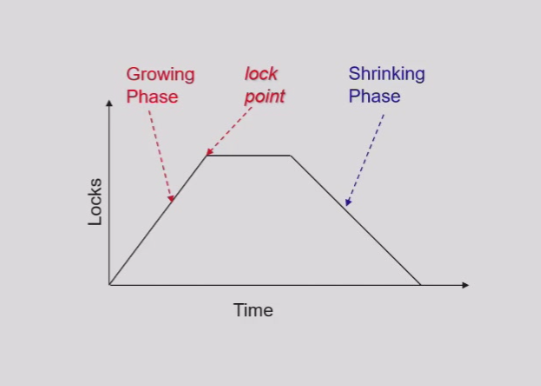 Growing
Phase
lock
point
Shrinking
Phase
Locks
Time